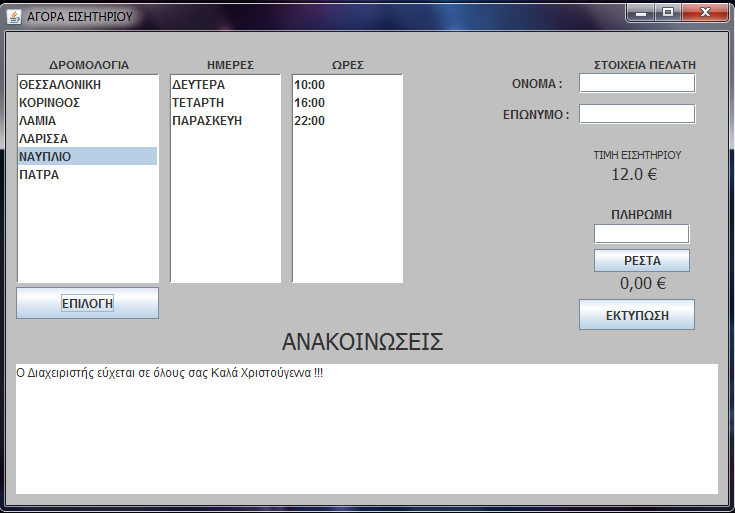 ΑΓΟΡΑ ΕΙΣΗΤΗΡΙΟΥ
ΔΡΟΜΟΛΟΓΙΑ
ΘΕΣΣΑΛΟΝΙΚΗ
ΚΟΡΙΝΘΟΣ
ΛΑΜΙΑ
ΛΑΡΙΣΣΑ
ΝΑΥΠΛΙΟ
ΠΑΤΡΑ
ΕΠΙΛΟΓΗ
ΗΜΕΡΕΣ
ΔΕΥΤΕΡΑ
ΤΕΤΑΡΤΗ
ΠΑΡΑΣΚΕΥΗ
ΩΡΕΣ
10:00
16:00
22:00
ΣΤΟΙΧΕΙΑ ΠΕΛΑΤΗ
ΟΝΟΜΑ :
ΕΠΩΝΥΜΟ :
ΤΙΜΗ ΕΙΣΗΤΗΡΙΟΥ
12.0 €
ΠΛΗΡΩΜΗ
ΡΕΣΤΑ
0,00 €
ΕΚΤΥΠΩΣΗ
ΑΝΑΚΟΙΝΩΣΕΙΣ
Ο Διαχειριστής εύχεται σε όλους σας Καλά Χριστούγεννα !!!